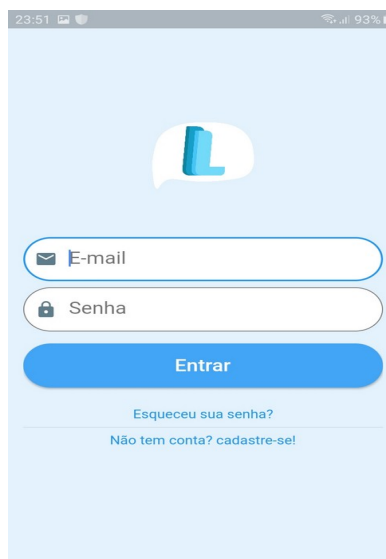 23:51 93%
L
E-mail
Senha
Entrar
Esqueceu sua senha?
Não tem conta? cadastre-se!